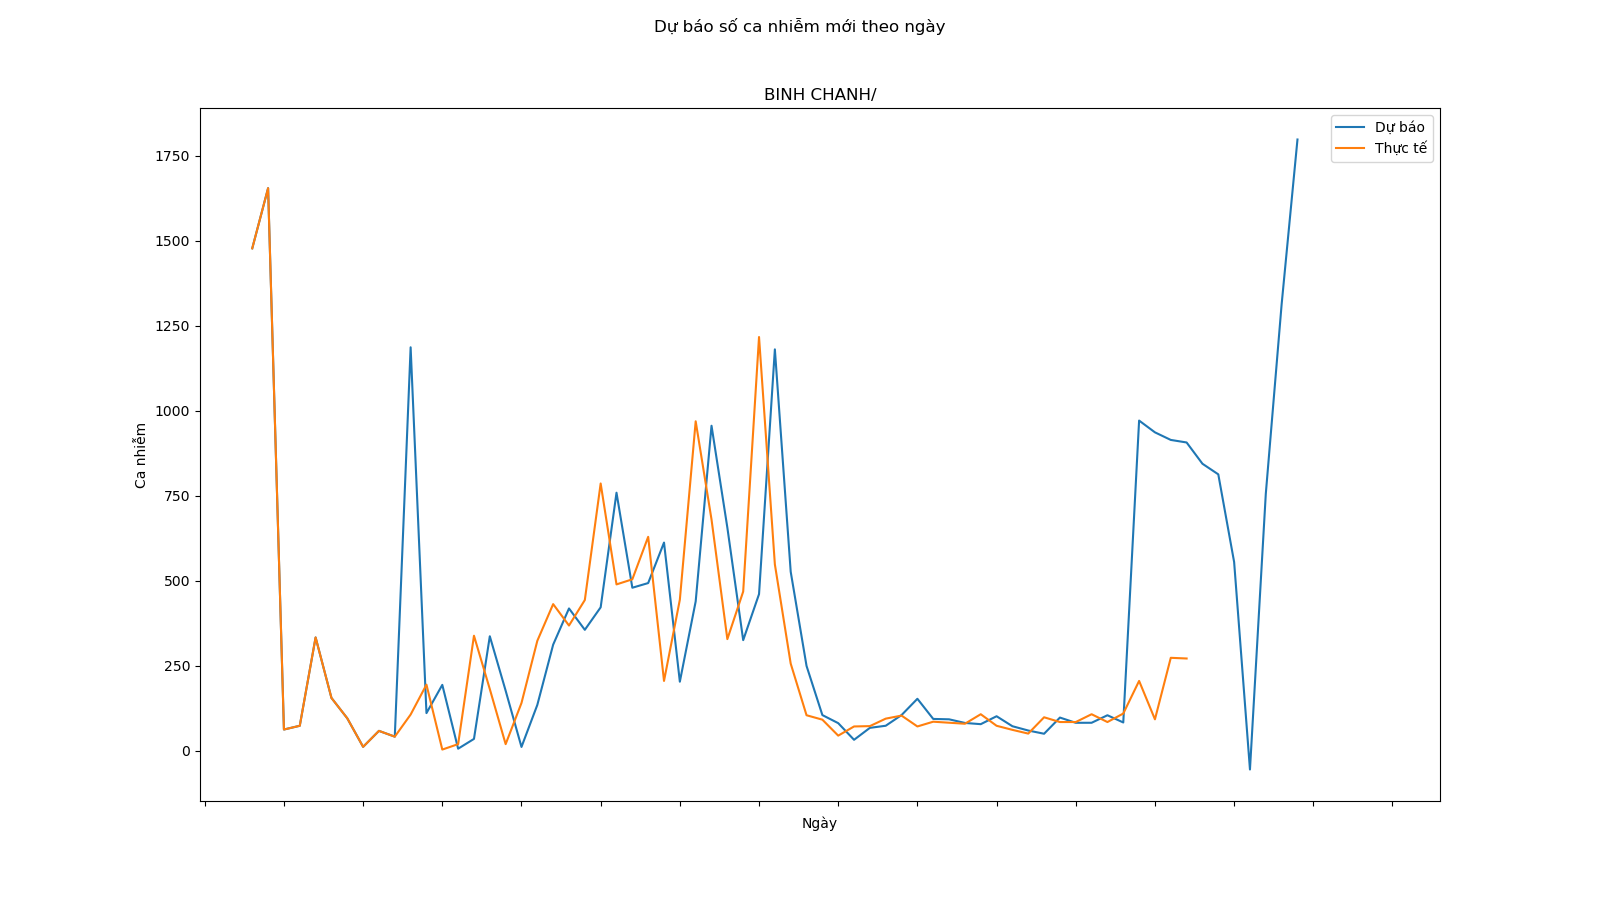 Dự báo số ca nhiễm mới theo ngày
BINH CHANH/
Dự báo
Thực tế
1750
1500
1250
1000
750
500
250
0
Ca nhiễm
Ngày